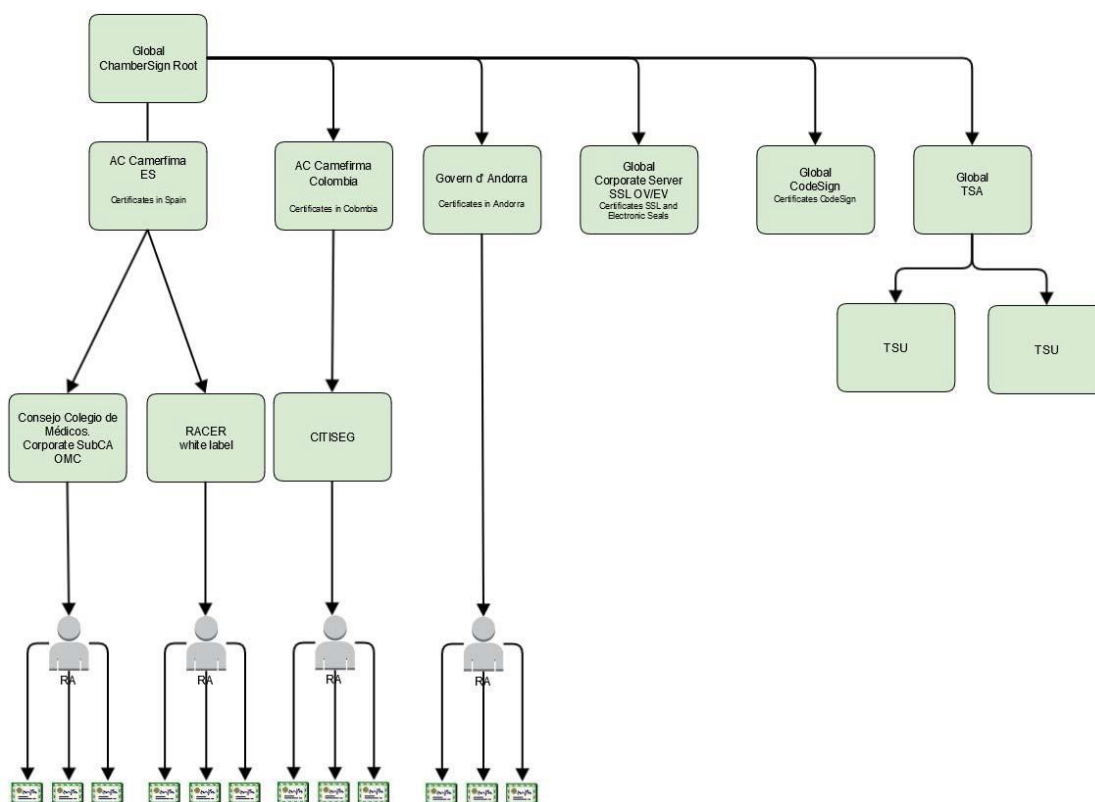 Global
ChamberSign Root
AC Camerfirma
ES
Certificates in Spain
AC Camefirma
Colombia
Certificates in Colombia
Govern d' Andorra
Certificates in Andorra
Global
Corporate Server
SSL OV/EV
Certificates SSL and
Electronic Seals
Global
CodeSign
Certificates CodeSign
Global
TSA
TSU
TSU
Consejo Colegio de
Médicos.
Corporate SubCA
OMC
RACER
white label
CITISEG
RA
RA
RA
RA